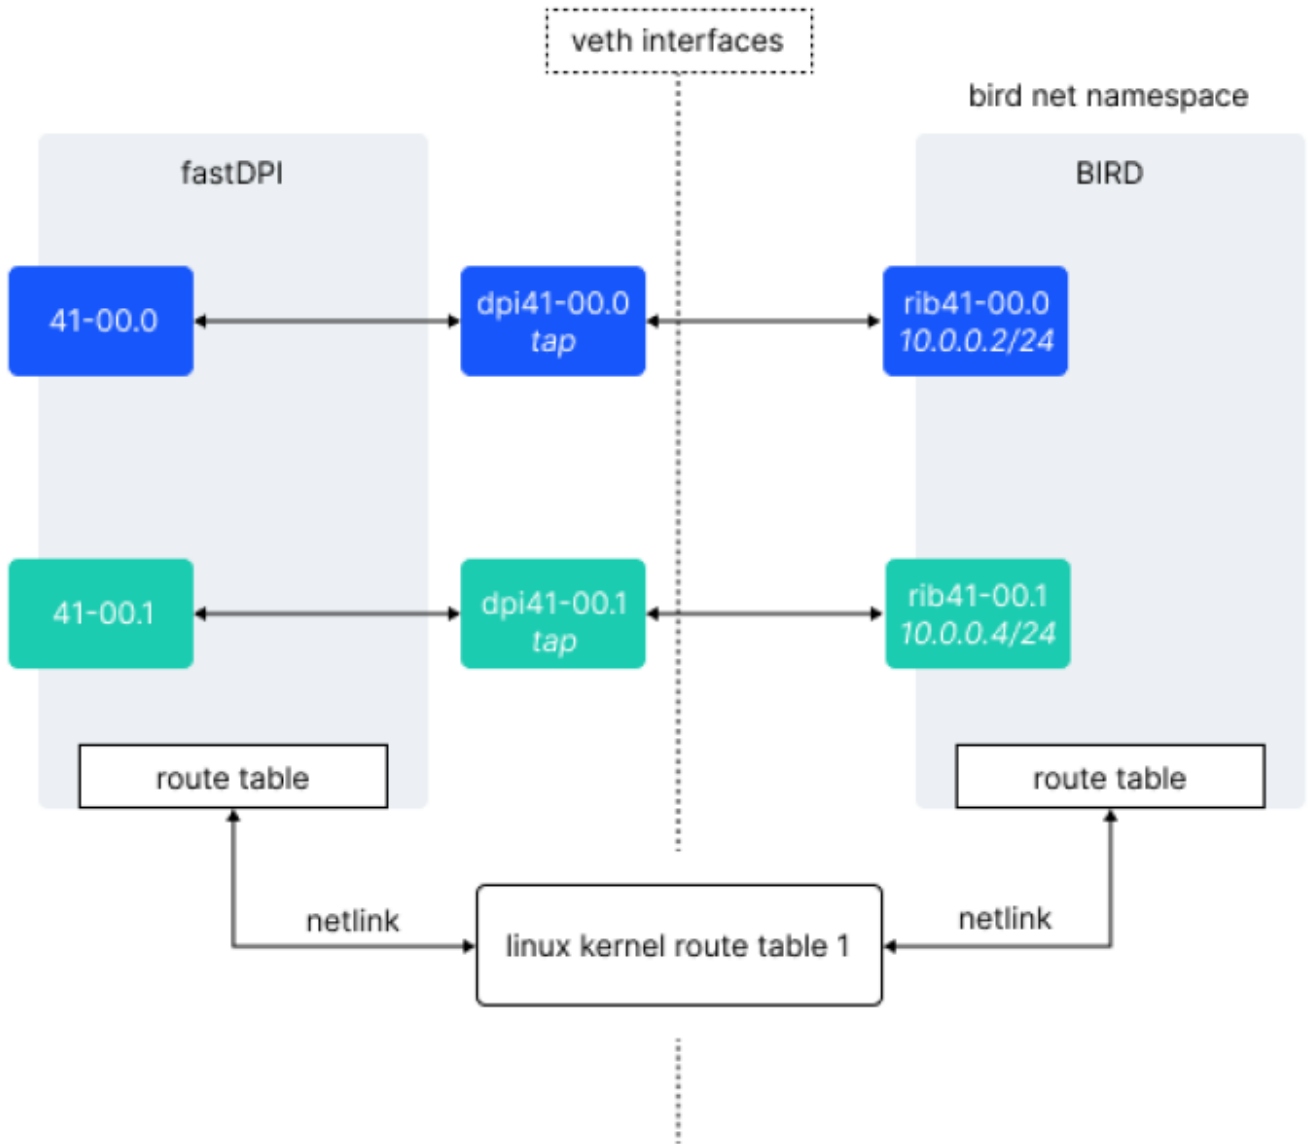 veth interfaces
bird net namespace
fastDPI
BIRD
41-00.0
dpi41-00.0
tap
rib41-00.0
10.0.0.2/24
41-00.1
dpi41-00.1
tap
rib41-00.1
10.0.0.4/24
route table
route table
netlink
netlink
linux kernel route table 1